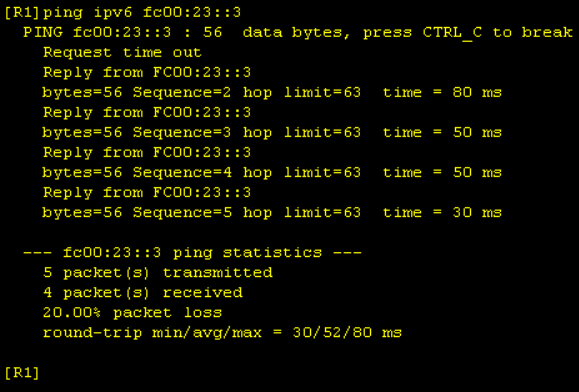 [R1]ping ipv6 fc00:23::3
PING fc00:23::3 : 56 data bytes, press CTRL_C to break
Request time out
Reply from FC00:23::3
bytes=56 Sequence=2 hop limit=63 time = 80 ms
Reply from FC00:23::3
bytes=56 Sequence=3 hop limit=63 time = 50 ms
Reply from FC00:23::3
bytes=56 Sequence=4 hop limit=63 time = 50 ms
Reply from FC00:23::3
bytes=56 Sequence=5 hop limit=63 time = 30 ms
--- fc00:23::3 ping statistics ---
5 packet(s) transmitted
4 packet(s) received
20.00% packet loss
round-trip min/avg/max = 30/52/80 ms
[R1]